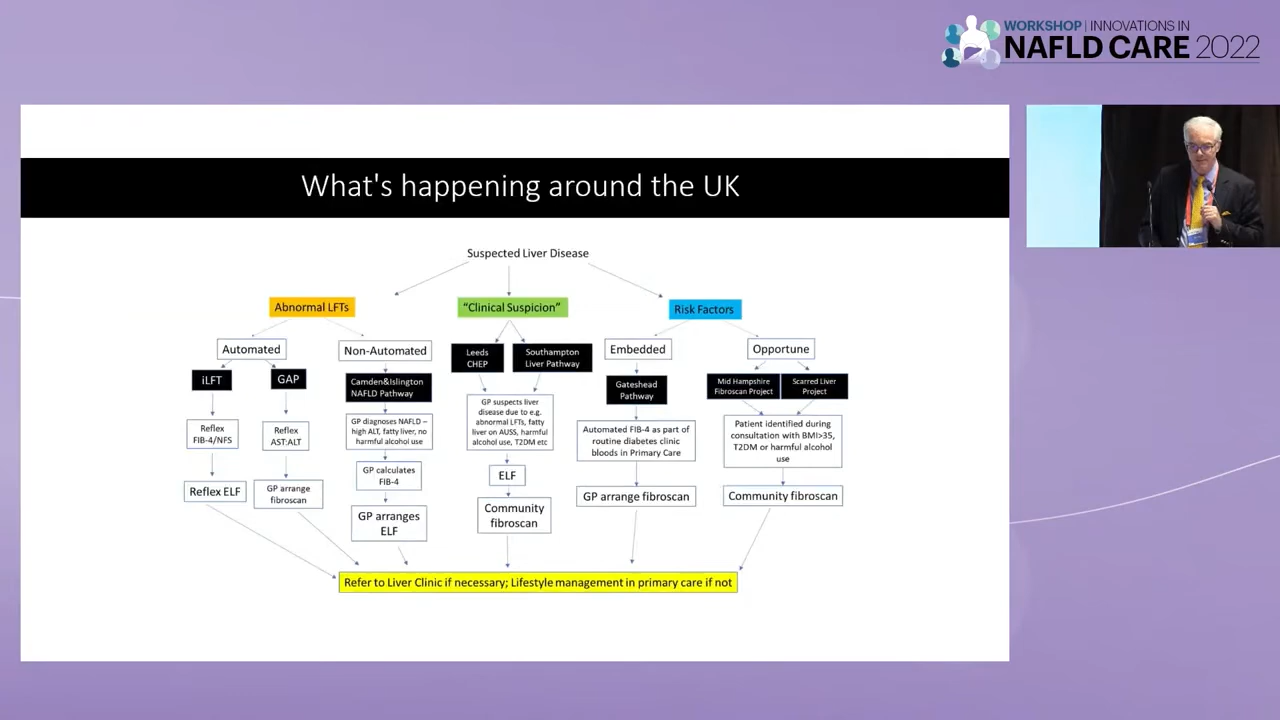 WORKSHOP | INNOVATIONS IN
NAFLD CARE 2022
What's happening around the UK
Suspected Liver Disease
Abnormal LFTs
"Clinical Suspicion"
Risk Factors
Automated
Non-Automated
Leeds
CHEP
Southampton
Liver Pathway
Embedded
Opportune
iLFT
GAP
Camden&Islington
NAFLD Pathway
Gateshead
Pathway
Mid Hampshire
Fibroscan Project
Scarred Liver
Project
Reflex
FIB-4/NFS
Reflex
AST:ALT
GP diagnoses NAFLD –
high ALT, fatty liver, no
harmful alcohol use
GP suspects liver
disease due to e.g.
abnormal LFTs, fatty
liver on AUSS, harmful
alcohol use, T2DM etc
Automated FIB-4 as part of
routine diabetes clinic
bloods in Primary Care
Patient identified during
consultation with BMI>35,
T2DM or harmful alcohol
use
GP calculates
FIB-4
ELF
Reflex ELF
GP arrange
fibroscan
GP arranges
ELF
Community
fibroscan
GP arrange fibroscan
Community fibroscan
Refer to Liver Clinic if necessary; Lifestyle management in primary care if not